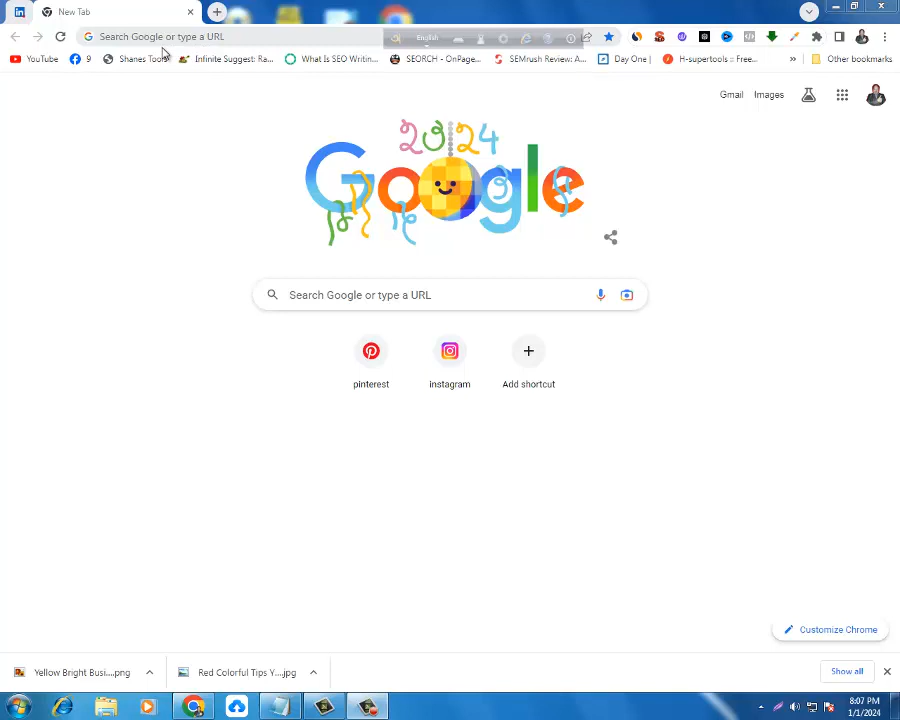 New Tab
Search Google or type a URL
English
YouTube
9
Shanes Tools
Infinite Suggest: Ra...
What Is SEO Writin...
SEORCH - OnPage...
SEMrush Review: A...
Day One |
H-supertools = Free...
»
Other bookmarks
Gmail
Images
2324
Google
Search Google or type a URL
pinterest
instagram
Add shortcut
Customize Chrome
Yellow Bright Busi....png
Red Colorful Tips Y....jpg
Show all
8:07 PM
1/1/2024